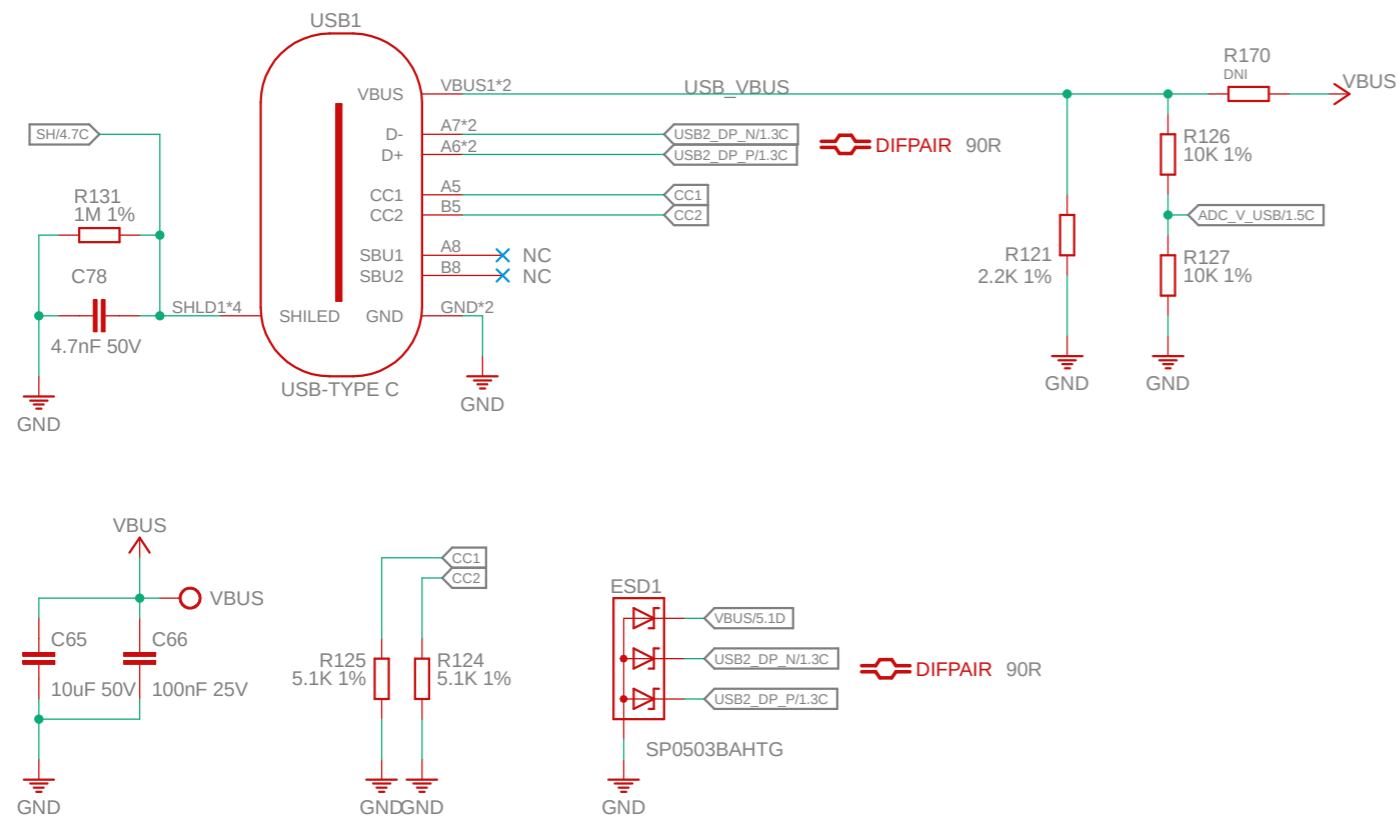 USB1
R170
DNI
VBUS
VBUS1*2
USB_VBUS
VBUS
SH/4.7C
D-
A7*2
USB2_DP_N/1.3C
DIFPAIR 90R
D+
A6*2
USB2_DP_P/1.3C
R126
10K 1%
CC1
A5
CC1
CC2
B5
CC2
R131
1M 1%
ADC_V_USB/1.5C
SBU1
A8
NC
SBU2
B8
NC
R121
2.2K 1%
R127
10K 1%
C78
4.7nF 50V
SHLD1*4
SHILED
GND
GND*2
USB-TYPE C
GND
GND
GND
GND
VBUS
VBUS
C65
10uF 50V
C66
100nF 25V
GND
CC1
CC2
R125
5.1K 1%
R124
5.1K 1%
GND
GND
ESD1
VBUS/5.1D
USB2_DP_N/1.3C
DIFPAIR 90R
USB2_DP_P/1.3C
SP0503BAHTG
GND